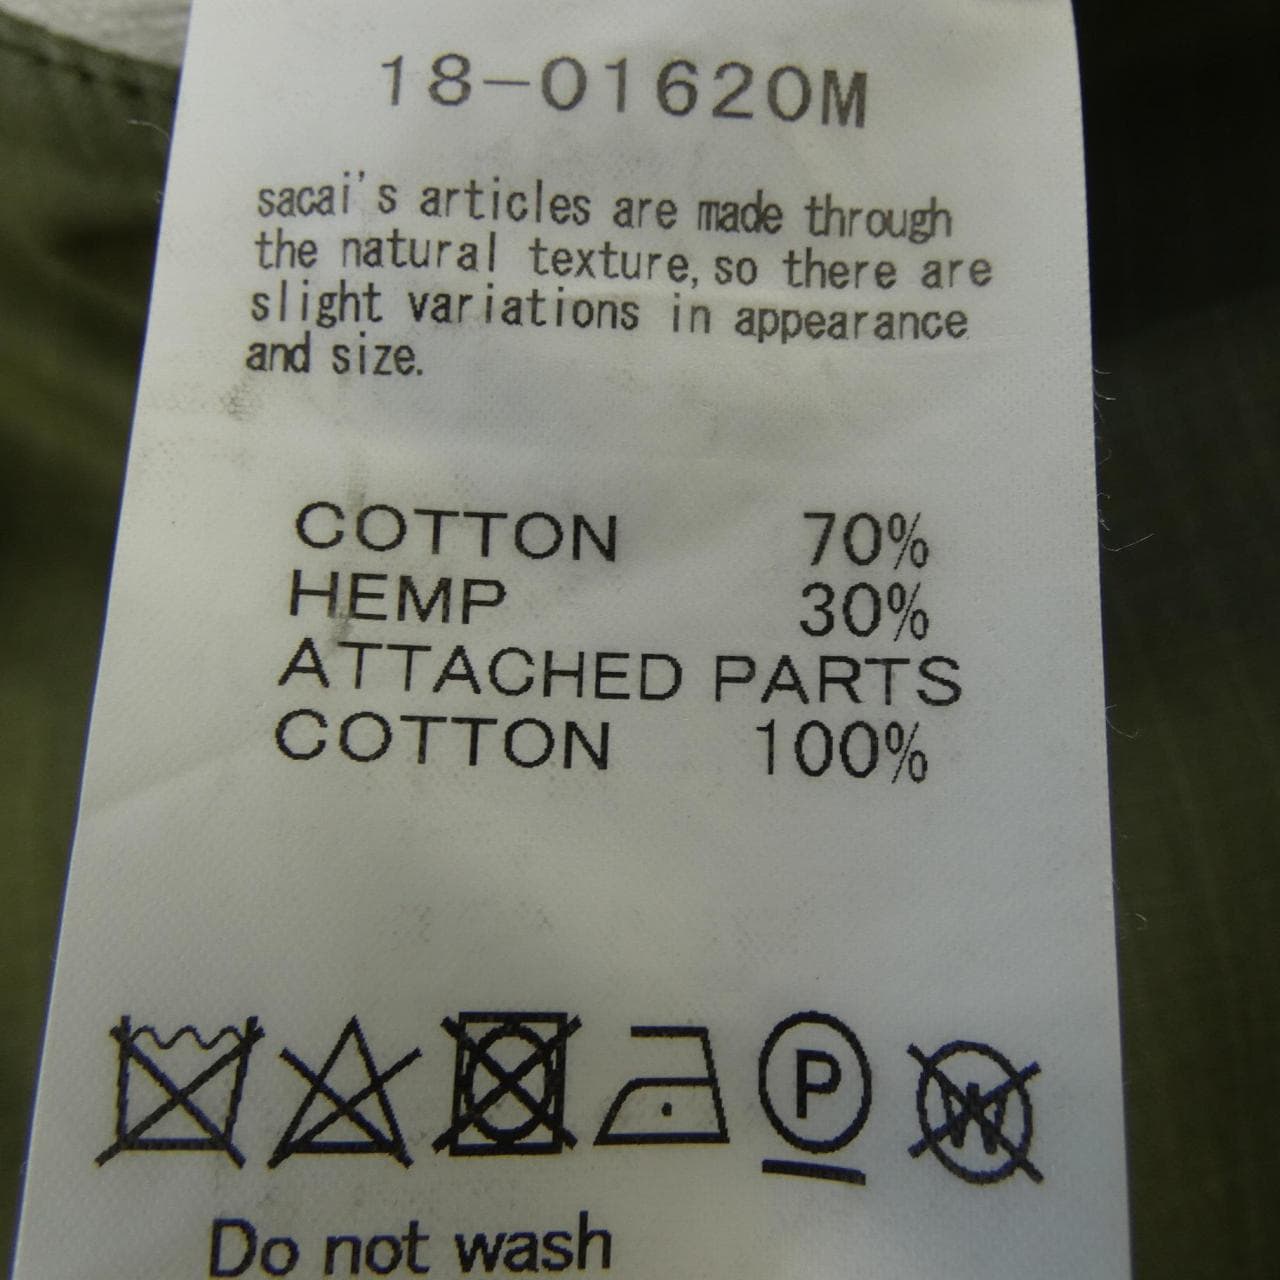 18-01620M
sacai's articles are made through
the natural texture, so there are
slight variations in appearance
and size.
COTTON 70%
HEMP 30%
ATTACHED PARTS
COTTON 100%
P W
Do not wash